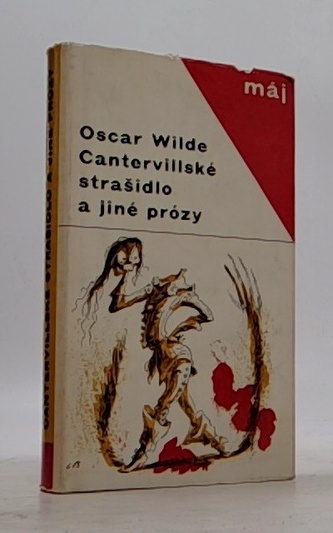 máj
Oscar Wilde
Cantervillské
strašidlo
a jiné prózy
CANTERVILLSKÉ STRAŠIDLO A JINÉ PRÓZY